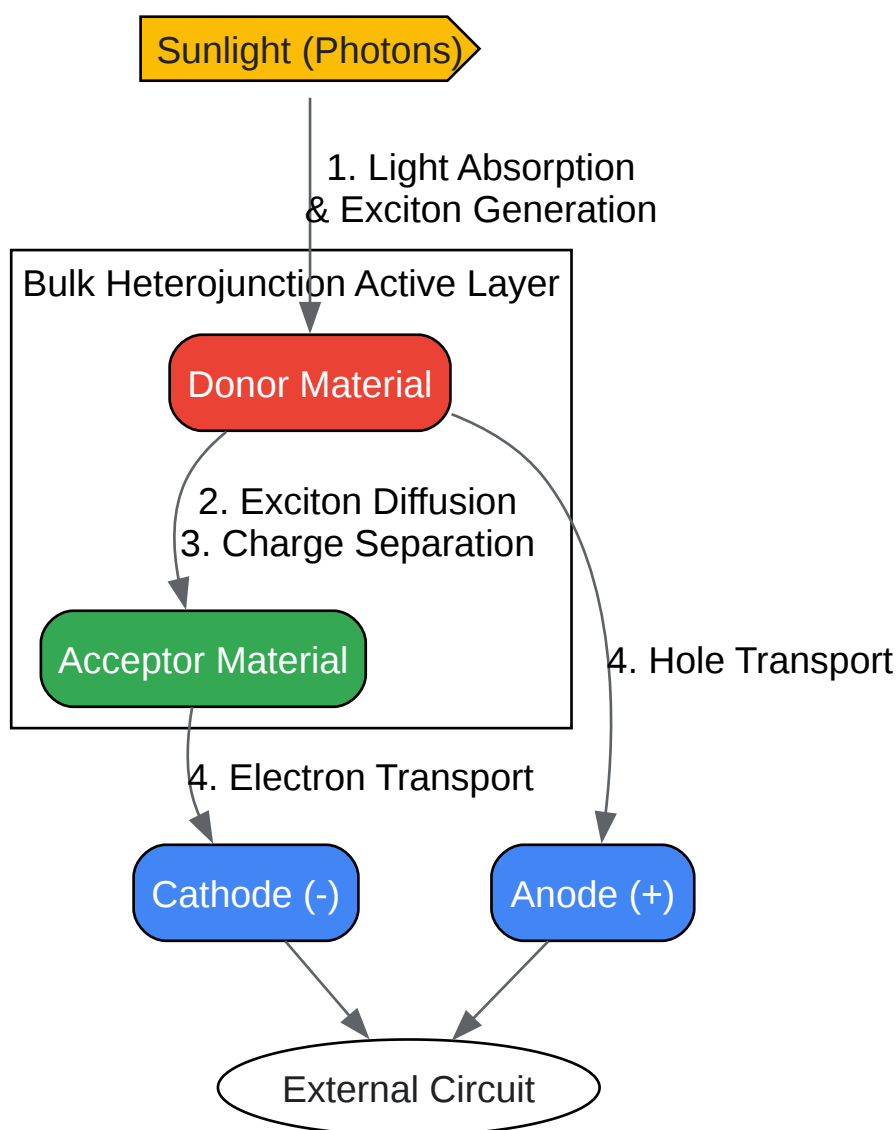 Sunlight (Photons)
1. Light Absorption
& Exciton Generation
Bulk Heterojunction Active Layer
Donor Material
2. Exciton Diffusion
3. Charge Separation
Acceptor Material
4. Hole Transport
4. Electron Transport
Cathode (-)
Anode (+)
External Circuit